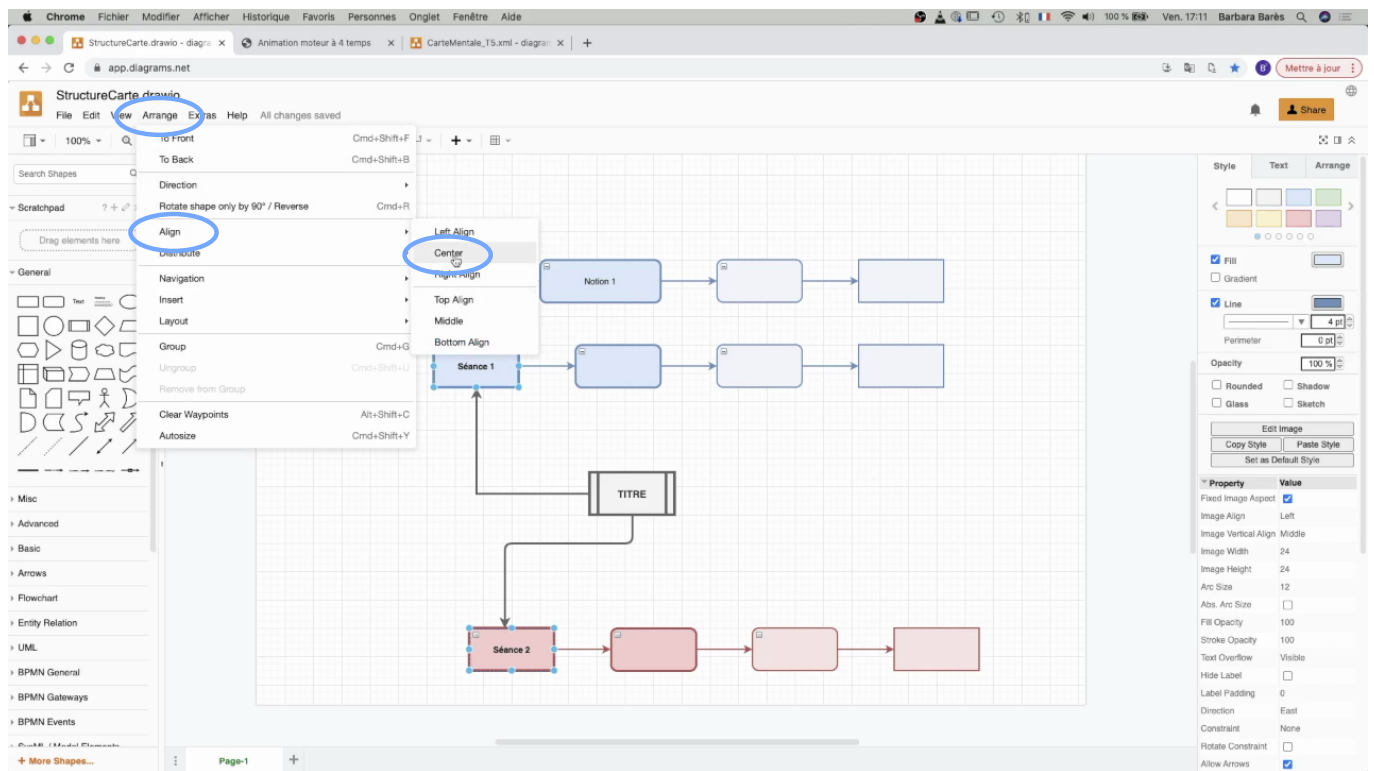 Chrome Fichier Modifier Afficher Historique Favoris Personnes Onglet Fenêtre Aide 100 % Ven. 17:11 Barbara Barès
StructureCarte.drawio - diagra Animation moteur à 4 temps CarteMentale_T5.xml - diagram
app.diagrams.net Mettre à jour
StructureCarte.drawio
File Edit View Arrange Extras Help All changes saved Share
100%
To Front Cmd+Shift+F
To Back Cmd+Shift+B
Direction
Rotate shape only by 90° / Reverse Cmd+R
Align
Distribute
Navigation
Insert
Layout
Group Cmd+G
Ungroup Cmd+Shift+U
Remove from Group
Clear Waypoints Alt+Shift+C
Autosize Cmd+Shift+Y
Left Align
Center
Right Align
Top Align
Middle
Bottom Align
Search Shapes
Scratchpad
Drag elements here
General
Text
Misc
Advanced
Basic
Arrows
Flowchart
Entity Relation
UML
BPMN General
BPMN Gateways
BPMN Events
SysML / Model Elements
+ More Shapes...
Page-1
Notion 1
Séance 1
TITRE
Séance 2
Style Text Arrange
Fill
Gradient
Line
4 pt
Perimeter 0 pt
Opacity 100 %
Rounded Shadow
Glass Sketch
Edit Image
Copy Style Paste Style
Set as Default Style
Property Value
Fixed Image Aspect
Image Align Left
Image Vertical Align Middle
Image Width 24
Image Height 24
Arc Size 12
Abs. Arc Size
Fill Opacity 100
Stroke Opacity 100
Text Overflow Visible
Hide Label
Label Padding 0
Direction East
Constraint None
Rotate Constraint
Allow Arrows